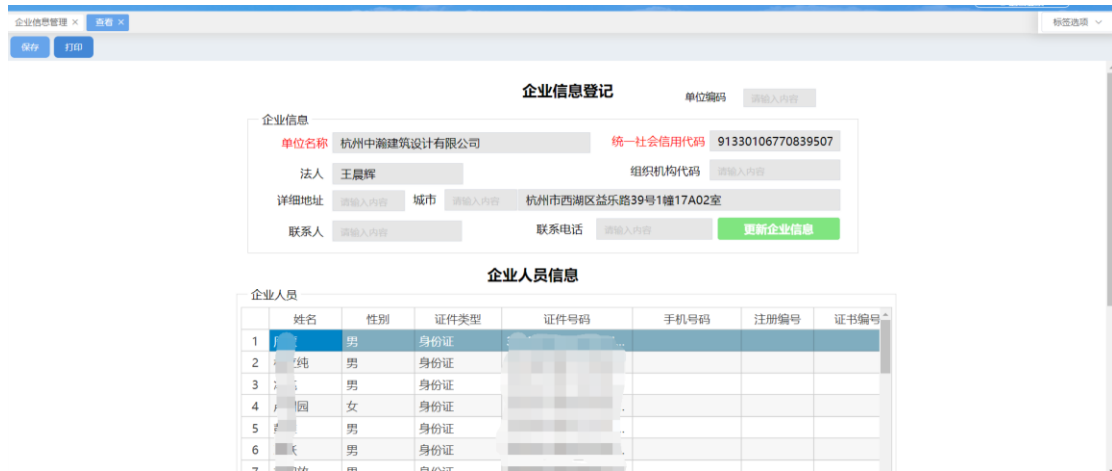 企业信息管理 × 查看 × 标签选项
保存 打印
企业信息登记 单位编码 请输入内容
企业信息
单位名称 杭州中瀚建筑设计有限公司 统一社会信用代码 91330106770839507
法人 王晨辉 组织机构代码 请输入内容
详细地址 请输入内容 城市 请输入内容 杭州市西湖区益乐路39号1幢17A02室
联系人 请输入内容 联系电话 请输入内容 更新企业信息
企业人员信息
企业人员
姓名 性别 证件类型 证件号码 手机号码 注册编号 证书编号
1 男 身份证
2 纯 男 身份证
3 男 身份证
4 园 女 身份证
5 男 身份证
6 男 身份证
7 男 身份证